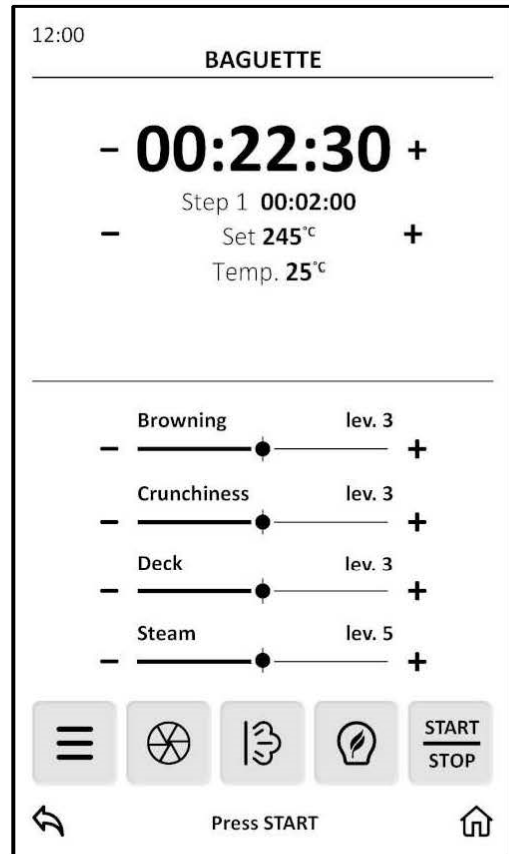 12:00
BAGUETTE
- 00:22:30 +
Step 1 00:02:00
- Set 245°C +
Temp. 25°C
Browning lev. 3
- +
Crunchiness lev. 3
- +
Deck lev. 3
- +
Steam lev. 5
- +
START
STOP
Press START